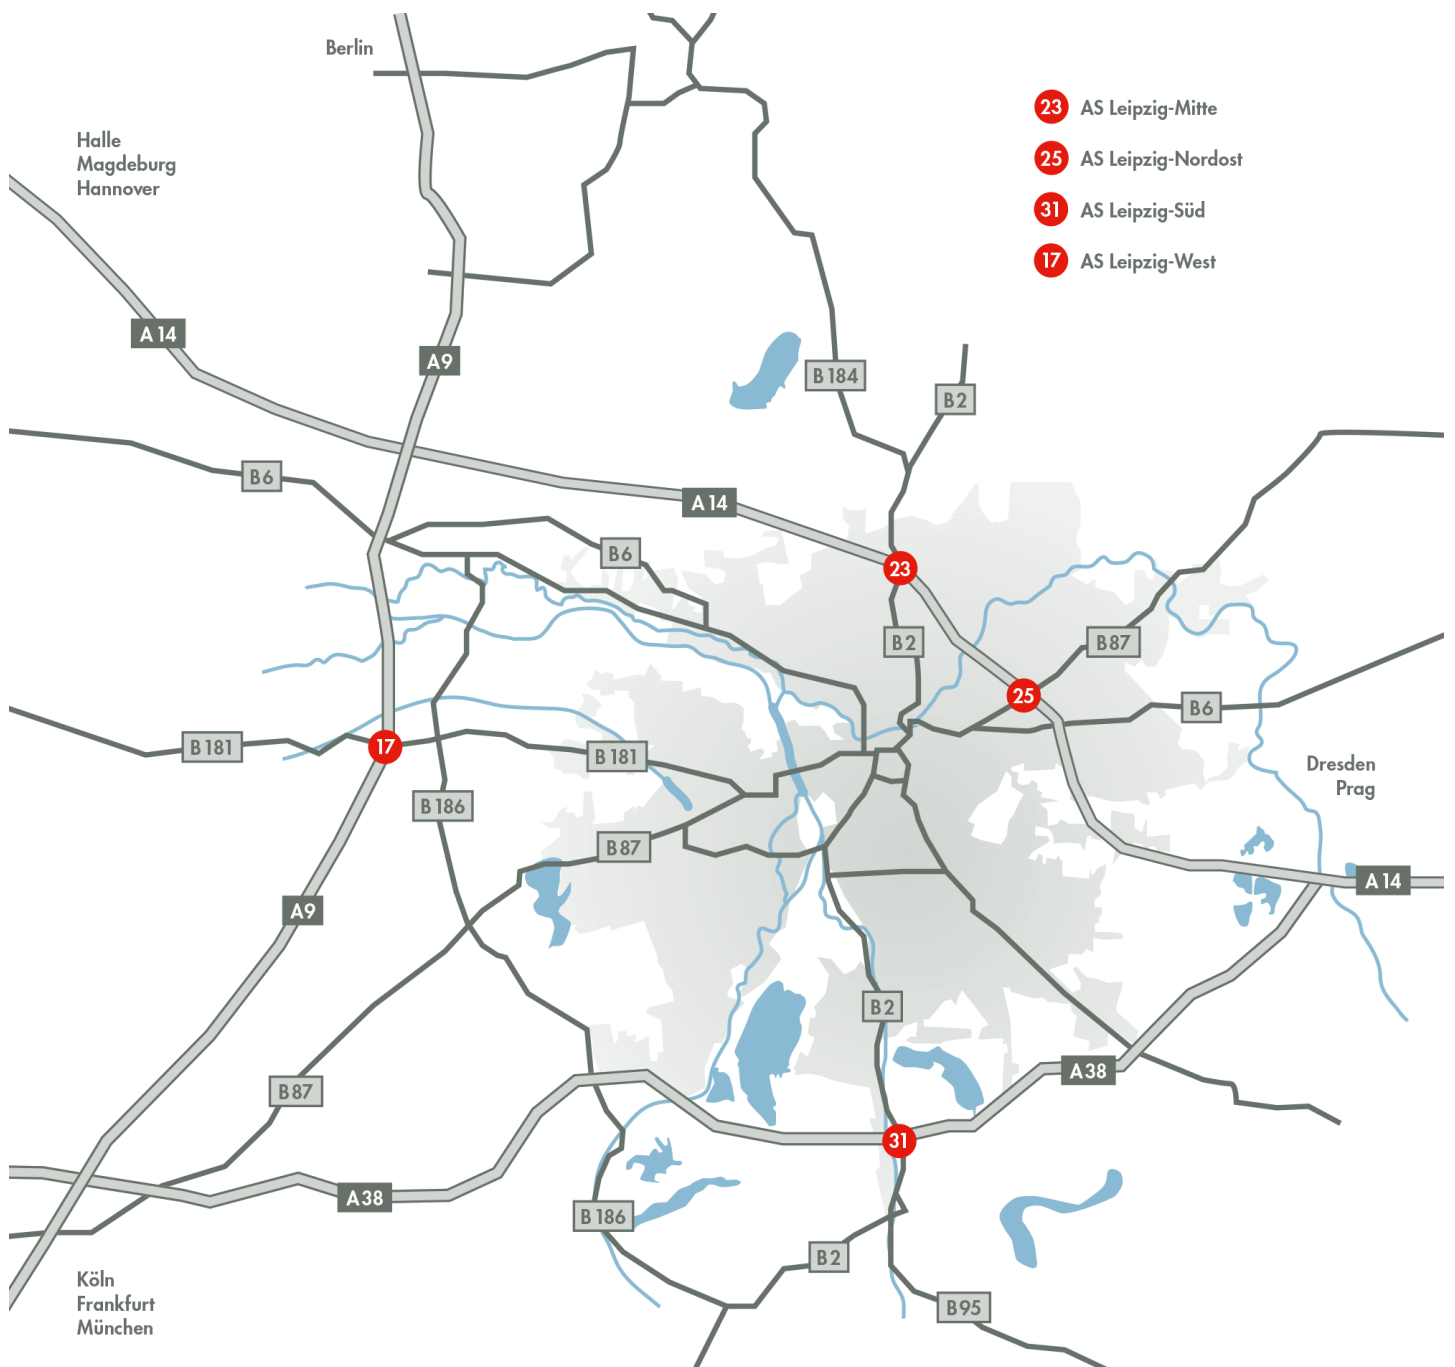 Berlin
Halle
Magdeburg
Hannover
23 AS Leipzig-Mitte
25 AS Leipzig-Nordost
31 AS Leipzig-Süd
17 AS Leipzig-West
A 14
A9
B 184
B2
B6
A 14
B6
23
B2
B87
25
B6
B 181
17
B 181
Dresden
Prag
B 186
B87
A 14
A9
B2
A38
B87
31
A38
B 186
B2
Köln
Frankfurt
München
B95